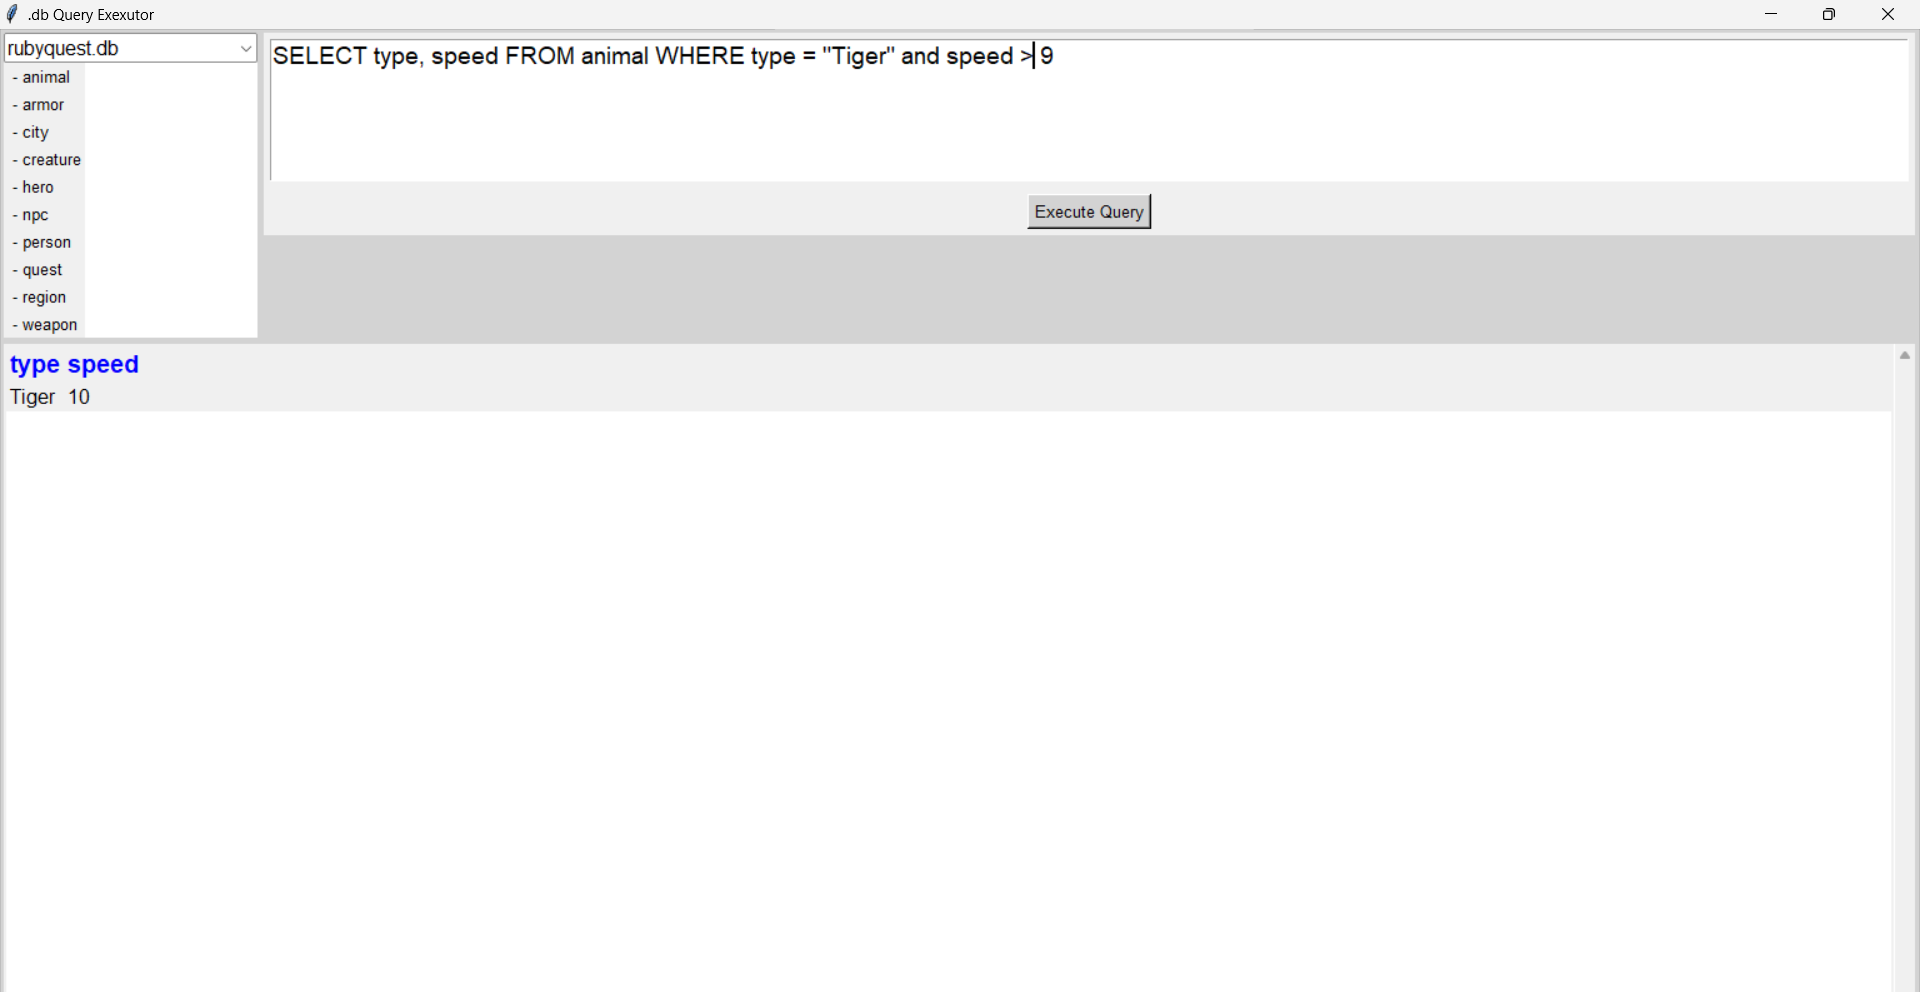 .db Query Exexutor
rubyquest.db
- animal
- armor
- city
- creature
- hero
- npc
- person
- quest
- region
- weapon
SELECT type, speed FROM animal WHERE type = "Tiger" and speed > 9
Execute Query
type speed
Tiger 10